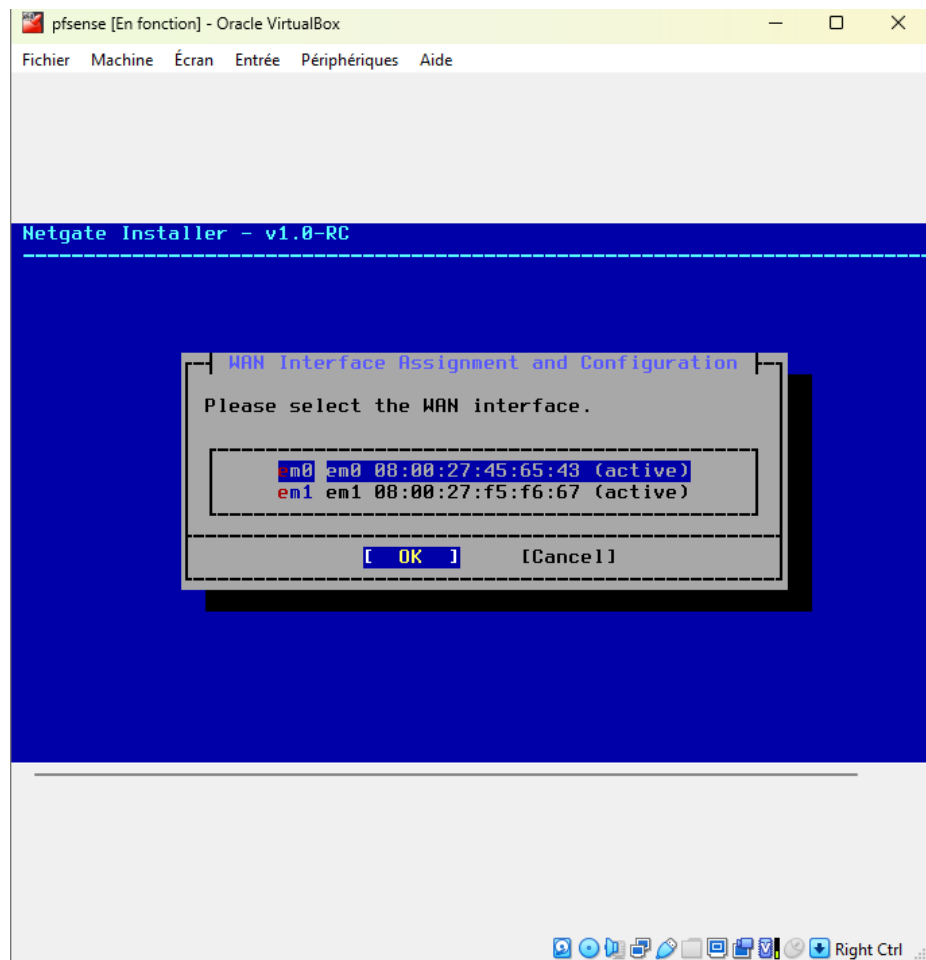 pfsense [En fonction] - Oracle VirtualBox
Fichier Machine Écran Entrée Périphériques Aide
Netgate Installer - v1.0-RC
WAN Interface Assignment and Configuration
Please select the WAN interface.
em0 em0 08:00:27:45:65:43 (active)
em1 em1 08:00:27:f5:f6:67 (active)
[ OK ] [Cancel]
Right Ctrl